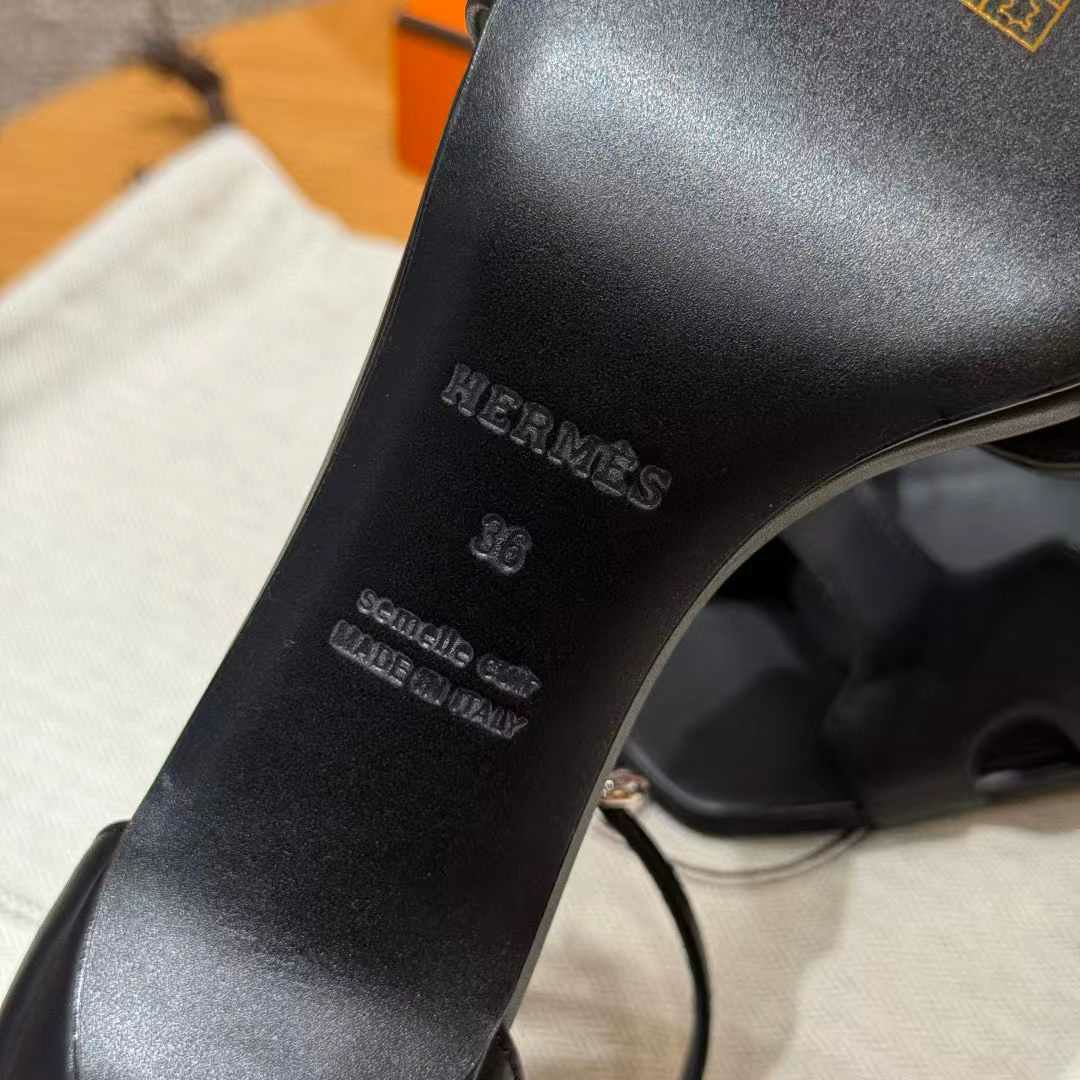 HERMÈS
36
semelle cuir
MADE IN ITALY